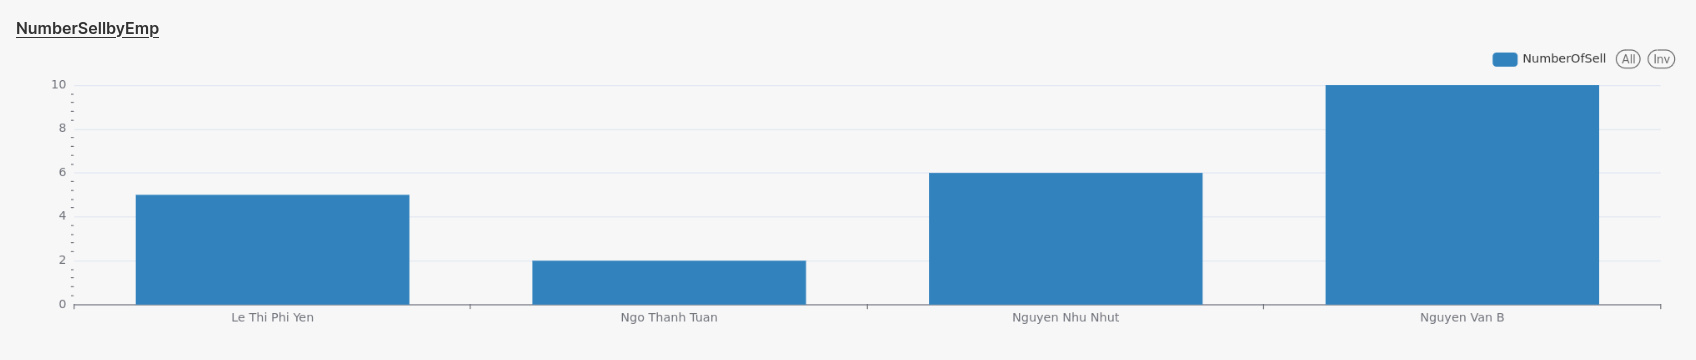 NumberSellbyEmp
NumberOfSell All Inv
10
8
6
4
2
0
Le Thi Phi Yen Ngo Thanh Tuan Nguyen Nhu Nhut Nguyen Van B